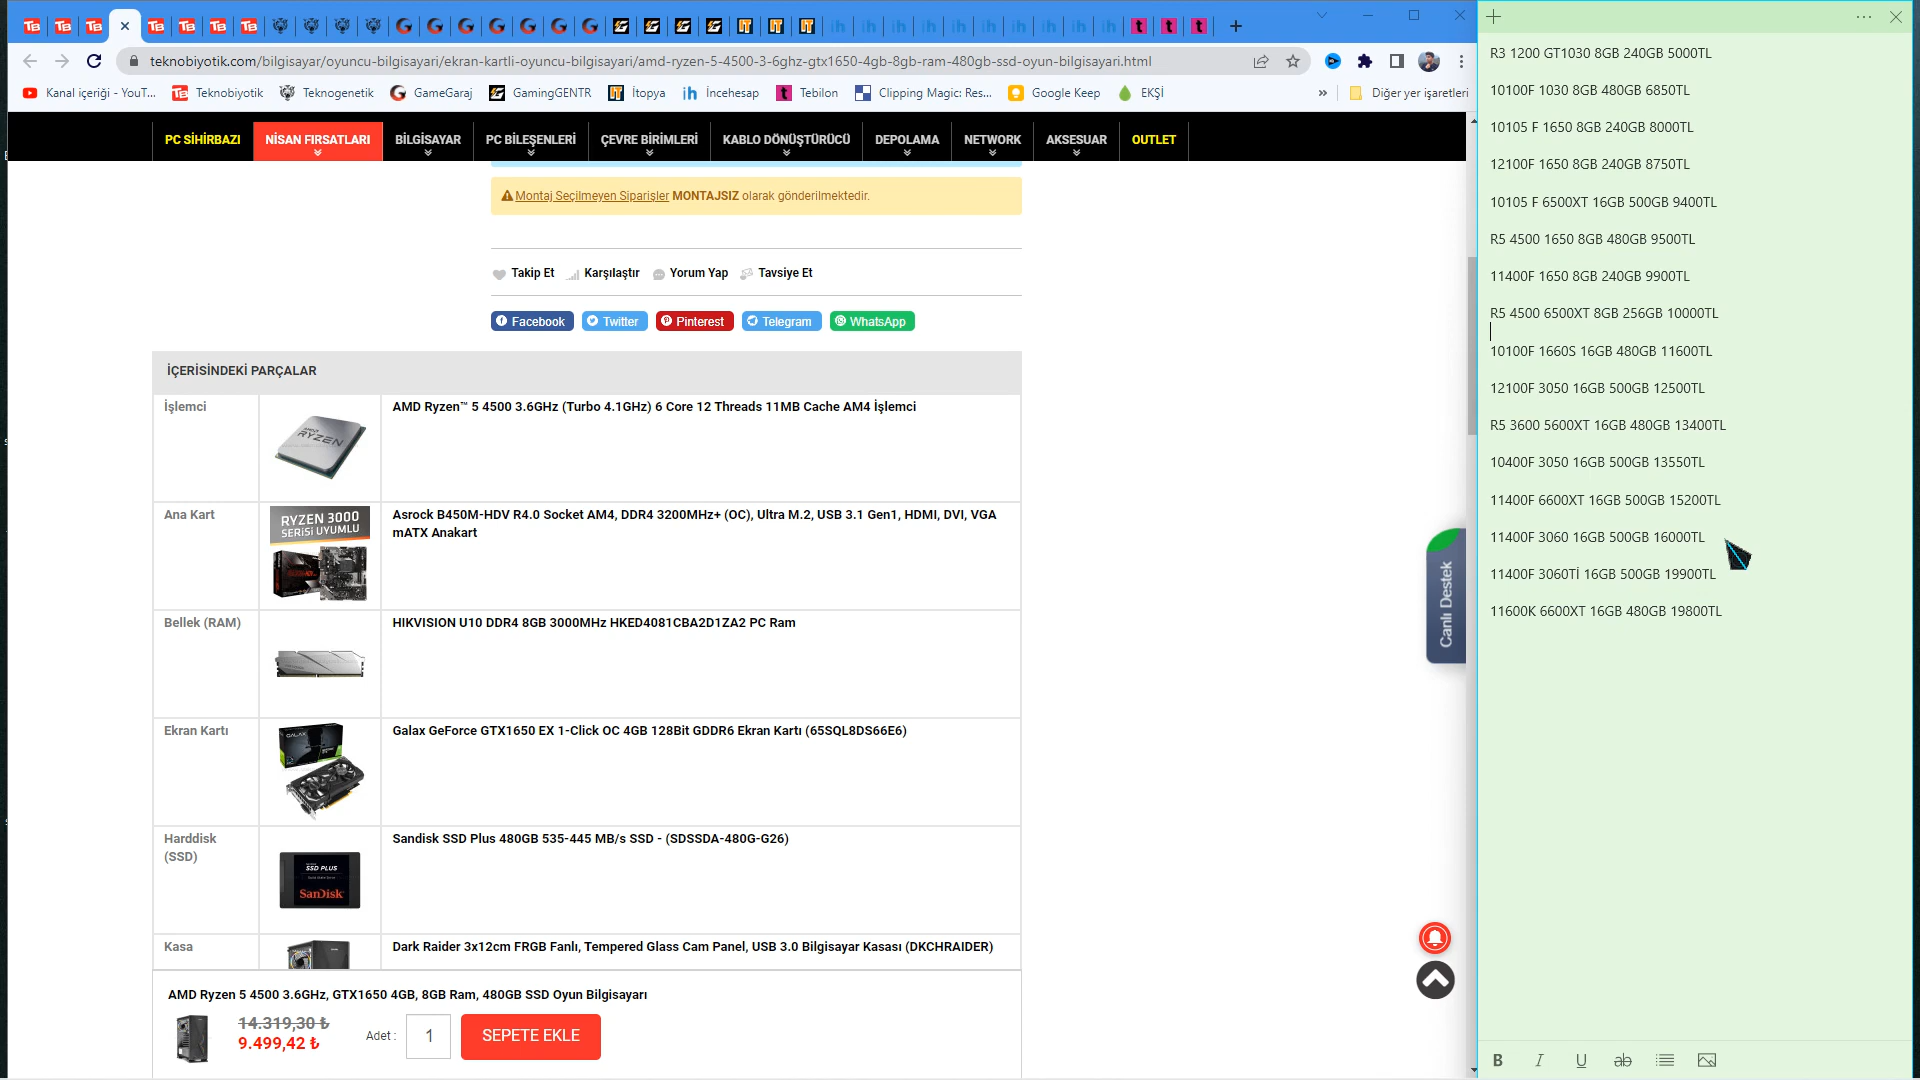 teknobiyotik.com/bilgisayar/oyuncu-bilgisayari/ekran-kartli-oyuncu-bilgisayari/amd-ryzen-5-4500-3-6ghz-gtx1650-4gb-8gb-ram-480gb-ssd-oyun-bilgisayari.html
Kanal içeriği - YouT... Teknobiyotik Teknogenetik GameGaraj GamingGENTR İtopya İncehesap Tebilon Clipping Magic: Res... Google Keep EKŞİ » Diğer yer işaretleri
PC SİHİRBAZI NİSAN FIRSATLARI BİLGİSAYAR PC BİLEŞENLERİ ÇEVRE BİRİMLERİ KABLO DÖNÜŞTÜRÜCÜ DEPOLAMA NETWORK AKSESUAR OUTLET
Montaj Seçilmeyen Siparişler MONTAJSIZ olarak gönderilmektedir.
Takip Et Karşılaştır Yorum Yap Tavsiye Et
Facebook Twitter Pinterest Telegram WhatsApp
İÇERİSİNDEKİ PARÇALAR
İşlemci
AMD RYZEN
AMD Ryzen™ 5 4500 3.6GHz (Turbo 4.1GHz) 6 Core 12 Threads 11MB Cache AM4 İşlemci
Ana Kart
RYZEN 3000
SERİSİ UYUMLU
Asrock B450M-HDV R4.0 Socket AM4, DDR4 3200MHz+ (OC), Ultra M.2, USB 3.1 Gen1, HDMI, DVI, VGA
mATX Anakart
Bellek (RAM)
HIKVISION U10 DDR4 8GB 3000MHz HKED4081CBA2D1ZA2 PC Ram
Ekran Kartı
GALAX
Galax GeForce GTX1650 EX 1-Click OC 4GB 128Bit GDDR6 Ekran Kartı (65SQL8DS66E6)
Harddisk
(SSD)
SSD PLUS
SanDisk
Sandisk SSD Plus 480GB 535-445 MB/s SSD - (SDSSDA-480G-G26)
Kasa
Dark Raider 3x12cm FRGB Fanlı, Tempered Glass Cam Panel, USB 3.0 Bilgisayar Kasası (DKCHRAIDER)
AMD Ryzen 5 4500 3.6GHz, GTX1650 4GB, 8GB Ram, 480GB SSD Oyun Bilgisayarı
14.319,30 ₺
9.499,42 ₺
Adet :
1
SEPETE EKLE
Canlı Destek
R3 1200 GT1030 8GB 240GB 5000TL
10100F 1030 8GB 480GB 6850TL
10105 F 1650 8GB 240GB 8000TL
12100F 1650 8GB 240GB 8750TL
10105 F 6500XT 16GB 500GB 9400TL
R5 4500 1650 8GB 480GB 9500TL
11400F 1650 8GB 240GB 9900TL
R5 4500 6500XT 8GB 256GB 10000TL
10100F 1660S 16GB 480GB 11600TL
12100F 3050 16GB 500GB 12500TL
R5 3600 5600XT 16GB 480GB 13400TL
10400F 3050 16GB 500GB 13550TL
11400F 6600XT 16GB 500GB 15200TL
11400F 3060 16GB 500GB 16000TL
11400F 3060Tİ 16GB 500GB 19900TL
11600K 6600XT 16GB 480GB 19800TL
B I U ab